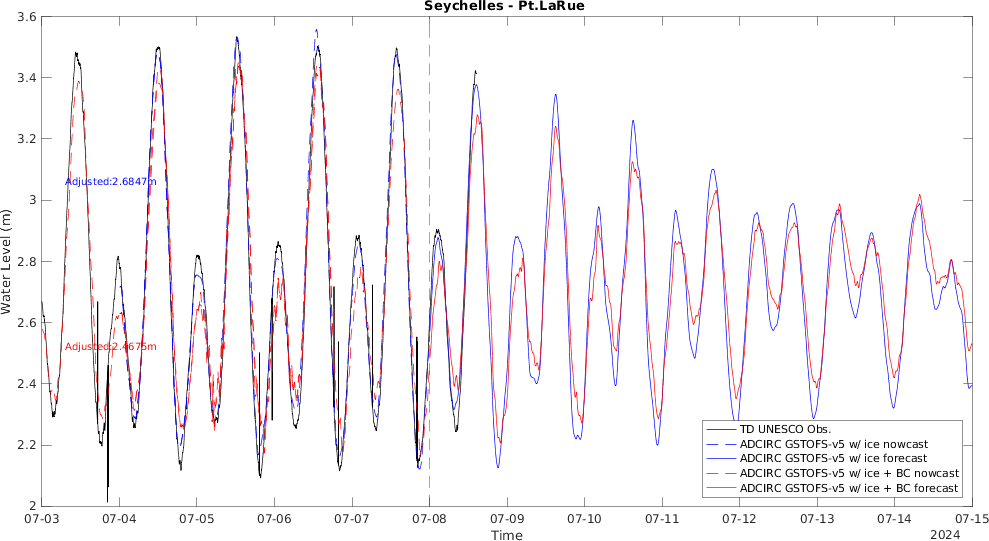 Seychelles - Pt.LaRue
3.6
3.4
3.2
3
2.8
2.6
2.4
2.2
2
Water Level (m)
Adjusted:2.6847m
Adjusted:2.4675m
TD UNESCO Obs.
ADCIRC GSTOFS-v5 w/ ice nowcast
ADCIRC GSTOFS-v5 w/ ice forecast
ADCIRC GSTOFS-v5 w/ ice + BC nowcast
ADCIRC GSTOFS-v5 w/ ice + BC forecast
07-03 07-04 07-05 07-06 07-07 07-08 07-09 07-10 07-11 07-12 07-13 07-14 07-15
Time 2024